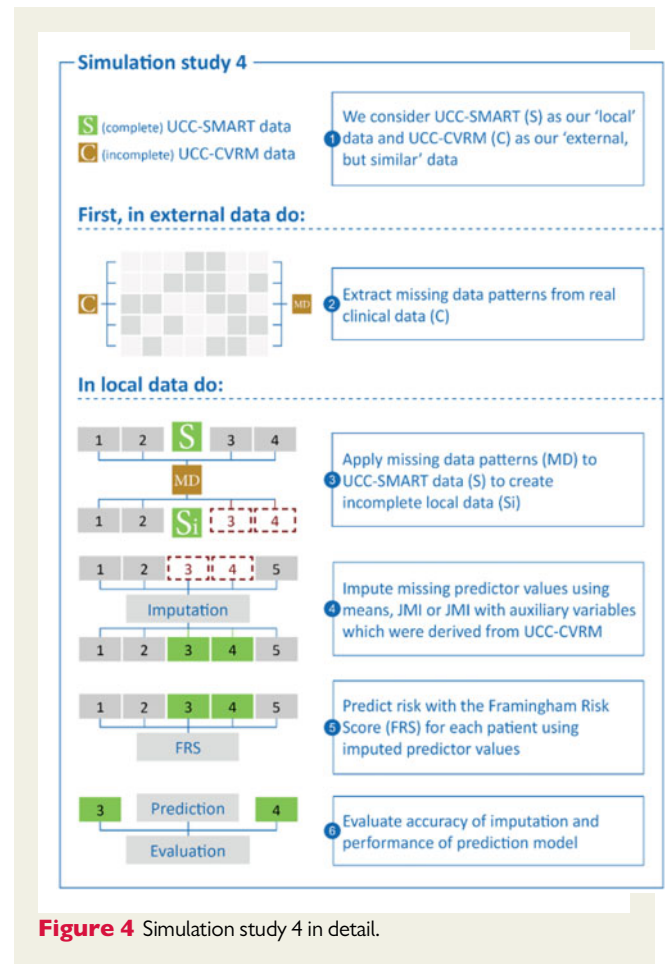 Simulation study 4
S (complete) UCC-SMART data
C (incomplete) UCC-CVRM data
1 We consider UCC-SMART (S) as our 'local'
data and UCC-CVRM (C) as our 'external,
but similar' data
First, in external data do:
C MD
2 Extract missing data patterns from real
clinical data (C)
In local data do:
1 2 S 3 4
MD
1 2 Si 3 4
3 Apply missing data patterns (MD) to
UCC-SMART data (S) to create
incomplete local data (Si)
1 2 3 4 5
Imputation
1 2 3 4 5
4 Impute missing predictor values using
means, JMI or JMI with auxiliary variables
which were derived from UCC-CVRM
1 2 3 4 5
FRS
5 Predict risk with the Framingham Risk
Score (FRS) for each patient using
imputed predictor values
3 Prediction 4
Evaluation
6 Evaluate accuracy of imputation and
performance of prediction model
Figure 4 Simulation study 4 in detail.